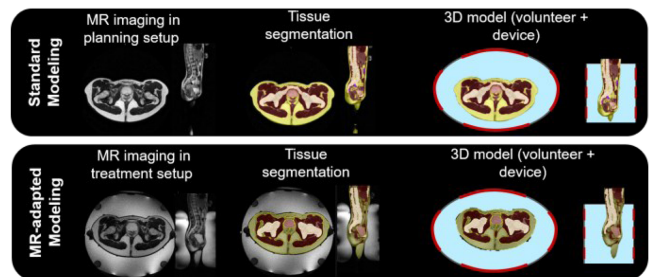 MR imaging in
planning setup
Tissue
segmentation
3D model (volunteer +
device)
Standard
Modeling
MR imaging in
treatment setup
Tissue
segmentation
3D model (volunteer +
device)
MR-adapted
Modeling